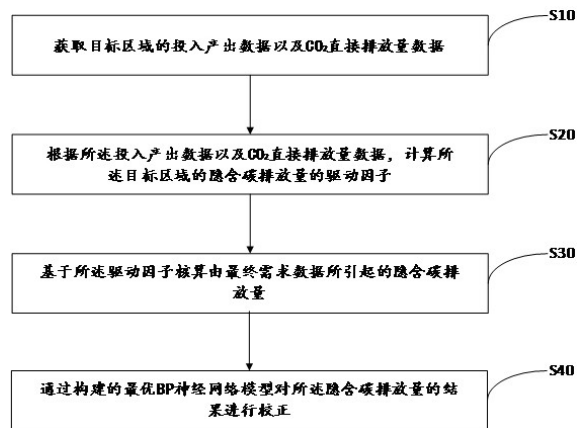 S10
获取目标区域的投入产出数据以及CO₂直接排放量数据
S20
根据所述投入产出数据以及CO₂直接排放量数据，计算所
述目标区域的隐含碳排放量的驱动因子
S30
基于所述驱动因子核算由最终需求数据所引起的隐含碳排
放量
S40
通过构建的最优BP神经网络模型对所述隐含碳排放量的结
果进行校正